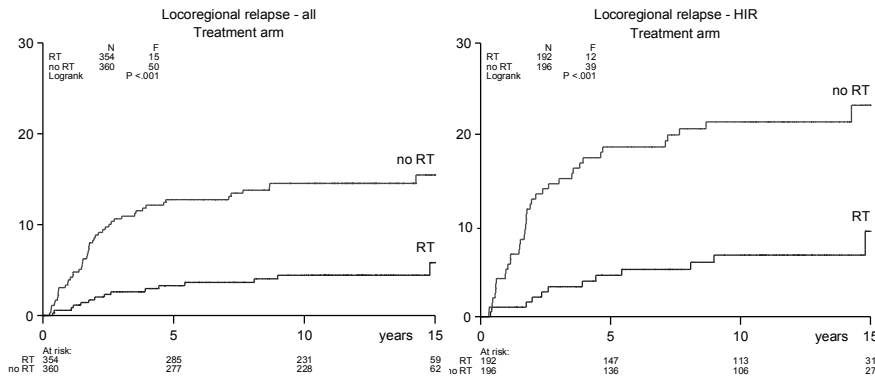 Locoregional relapse - all
Treatment arm
30
N F
RT 354 15
no RT 360 50
Logrank P <.001
20
no RT
10
RT
0
0 5 10 years 15
At risk:
RT 354 285 231 59
no RT 360 277 228 62
Locoregional relapse - HIR
Treatment arm
30
N F
RT 192 12
no RT 196 39
Logrank P <.001
no RT
20
10
RT
0
0 5 10 years 15
At risk:
RT 192 147 113 31
no RT 196 136 106 27